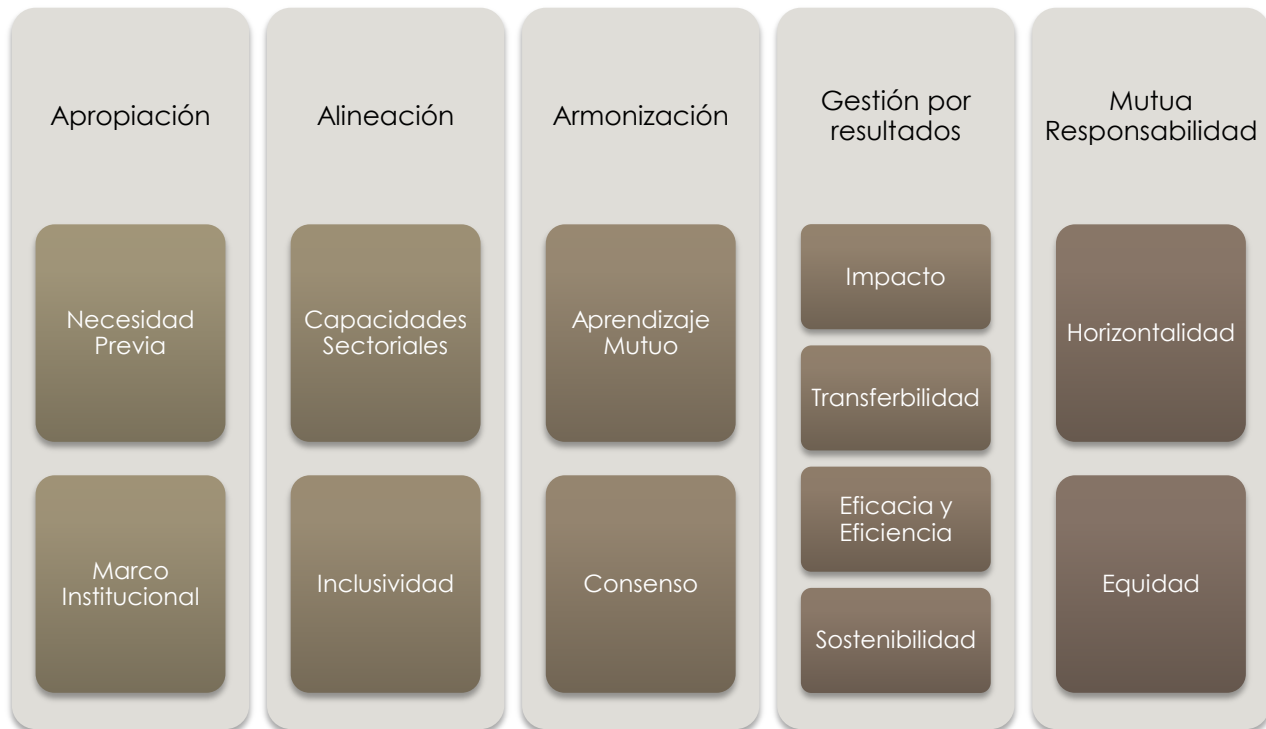 Apropiación
Necesidad
Previa
Marco
Institucional
Alineación
Capacidades
Sectoriales
Inclusividad
Armonización
Aprendizaje
Mutuo
Consenso
Gestión por
resultados
Impacto
Transferbilidad
Eficacia y
Eficiencia
Sostenibilidad
Mutua
Responsabilidad
Horizontalidad
Equidad